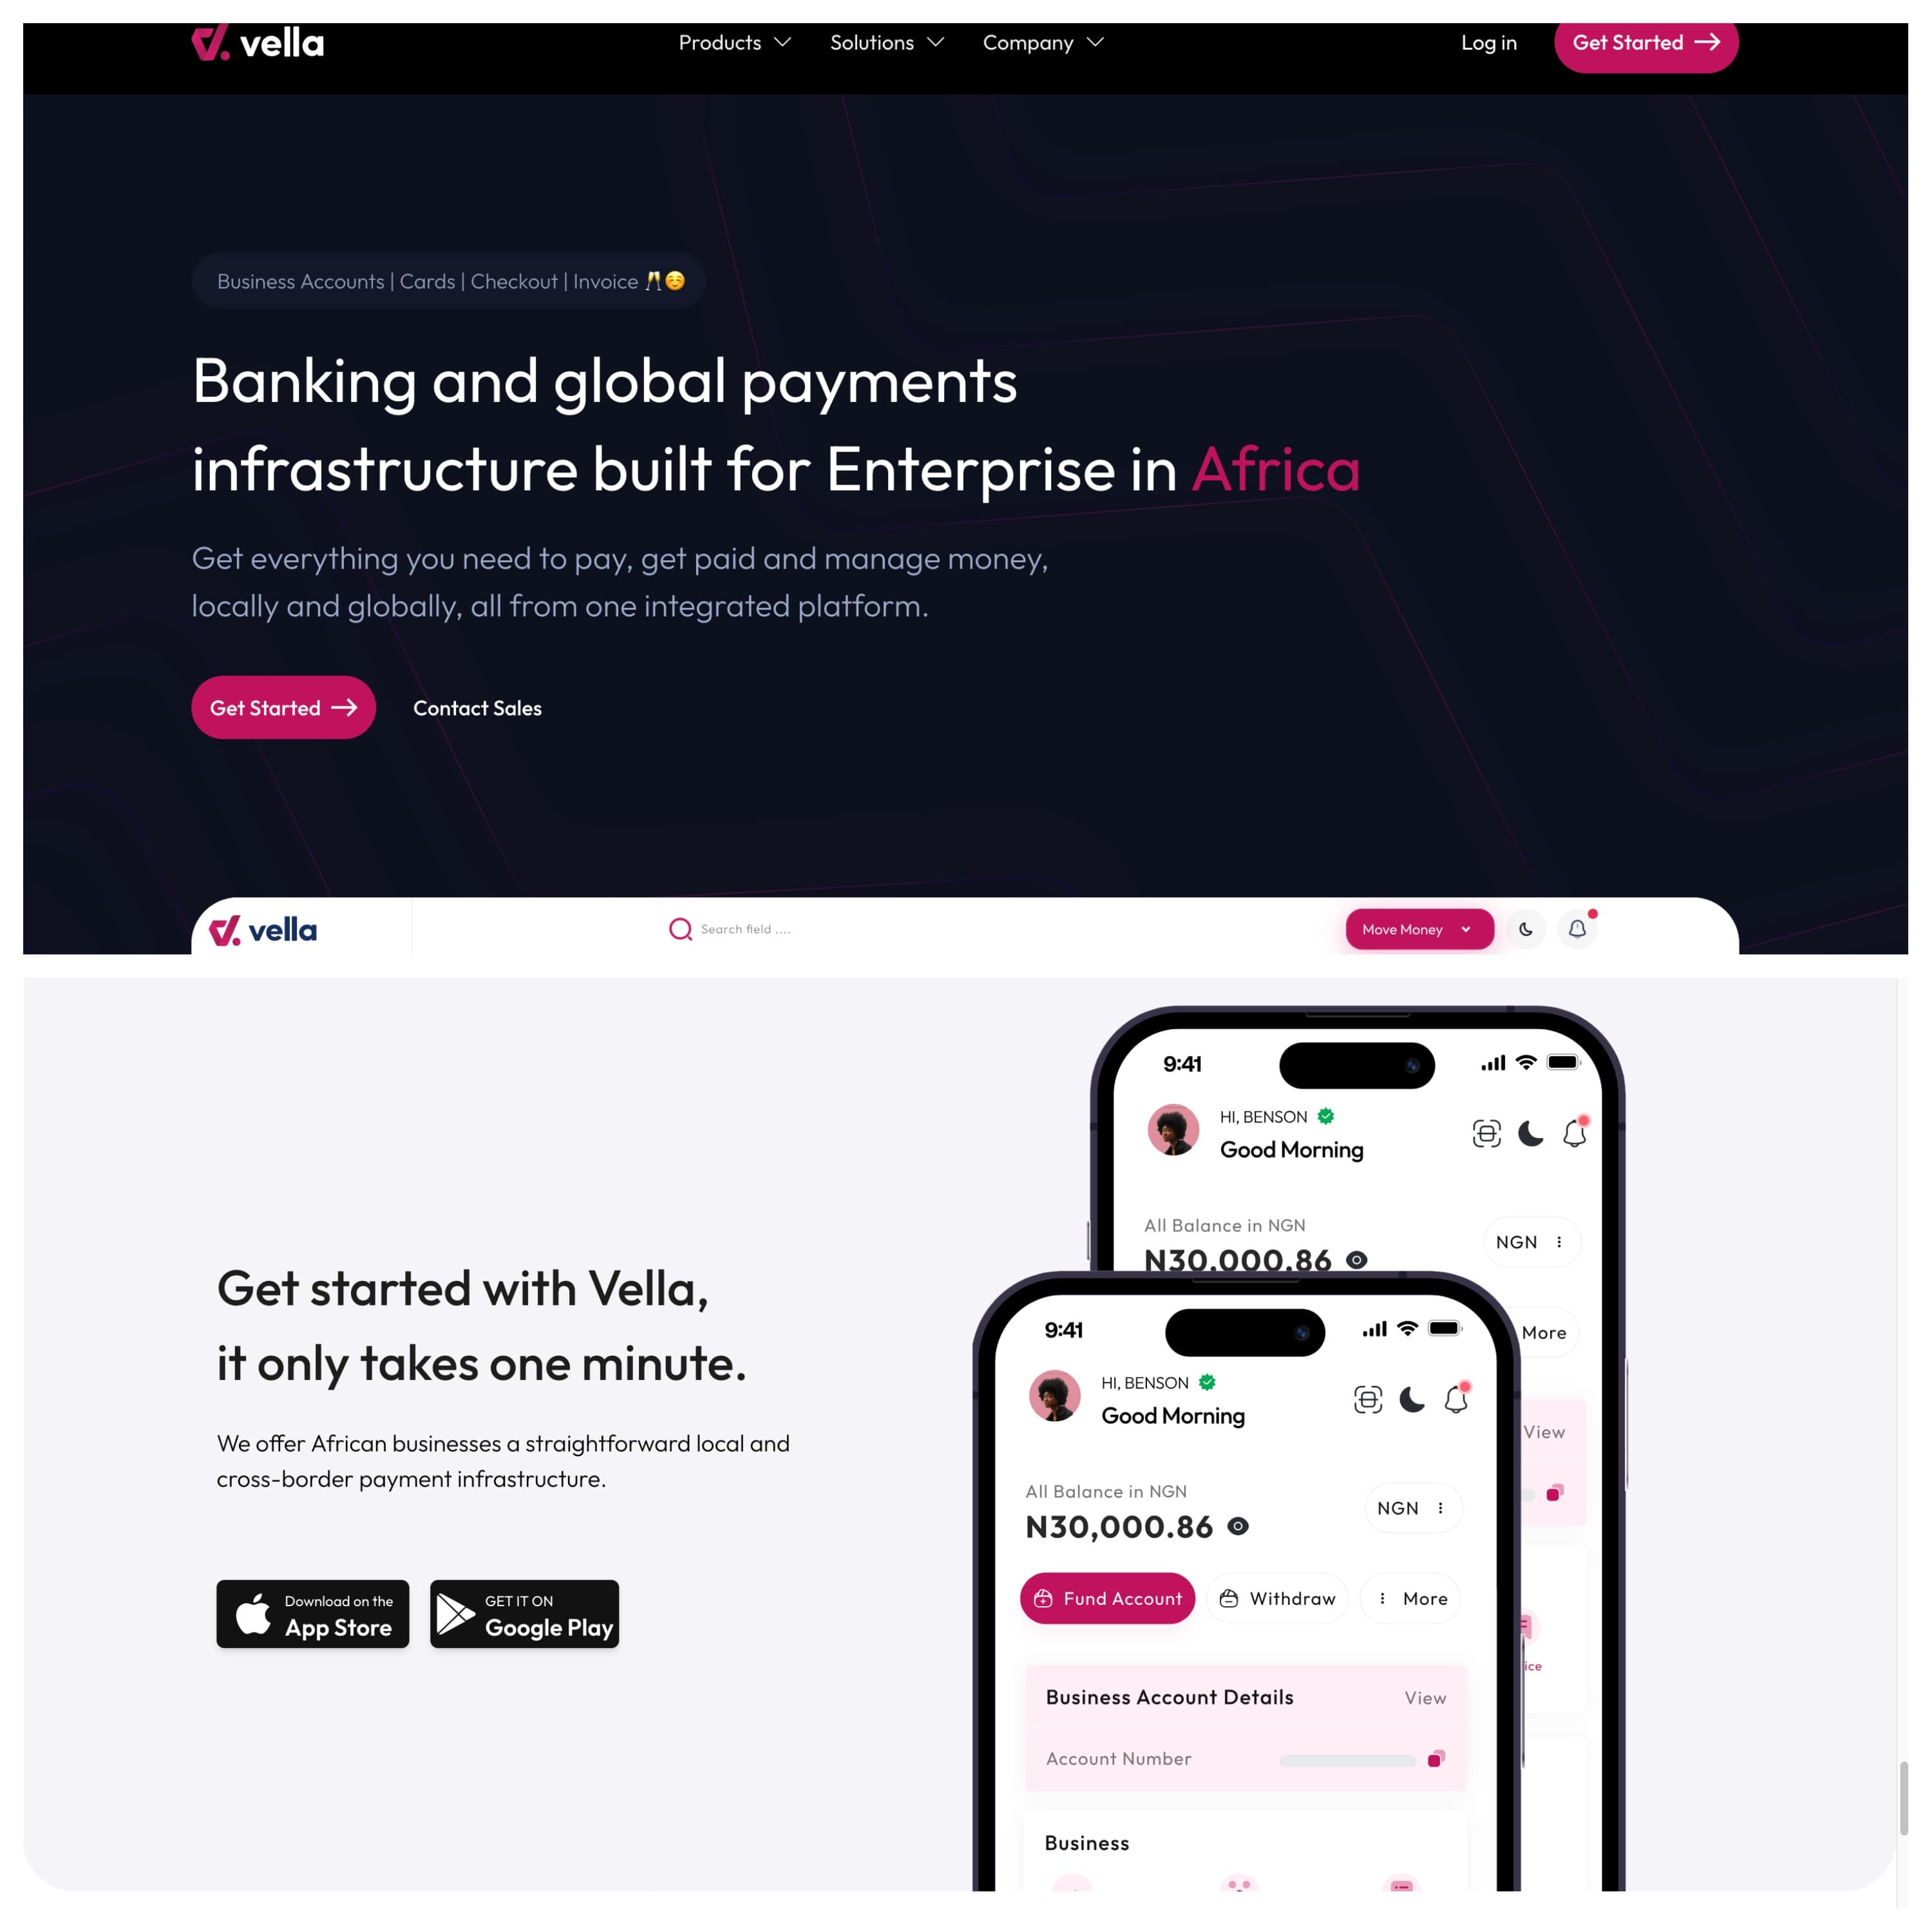 vella
Products
Solutions
Company
Log in
Get Started
Business Accounts | Cards | Checkout | Invoice 🥂☺️
Banking and global payments
infrastructure built for Enterprise in Africa
Get everything you need to pay, get paid and manage money,
locally and globally, all from one integrated platform.
Get Started
Contact Sales
vella
Search field ....
Move Money
Get started with Vella,
it only takes one minute.
We offer African businesses a straightforward local and
cross-border payment infrastructure.
Download on the
App Store
GET IT ON
Google Play
9:41
HI, BENSON
Good Morning
All Balance in NGN
N30,000.86
NGN
More
View
ice
9:41
HI, BENSON
Good Morning
All Balance in NGN
N30,000.86
NGN
Fund Account
Withdraw
More
Business Account Details
View
Account Number
Business